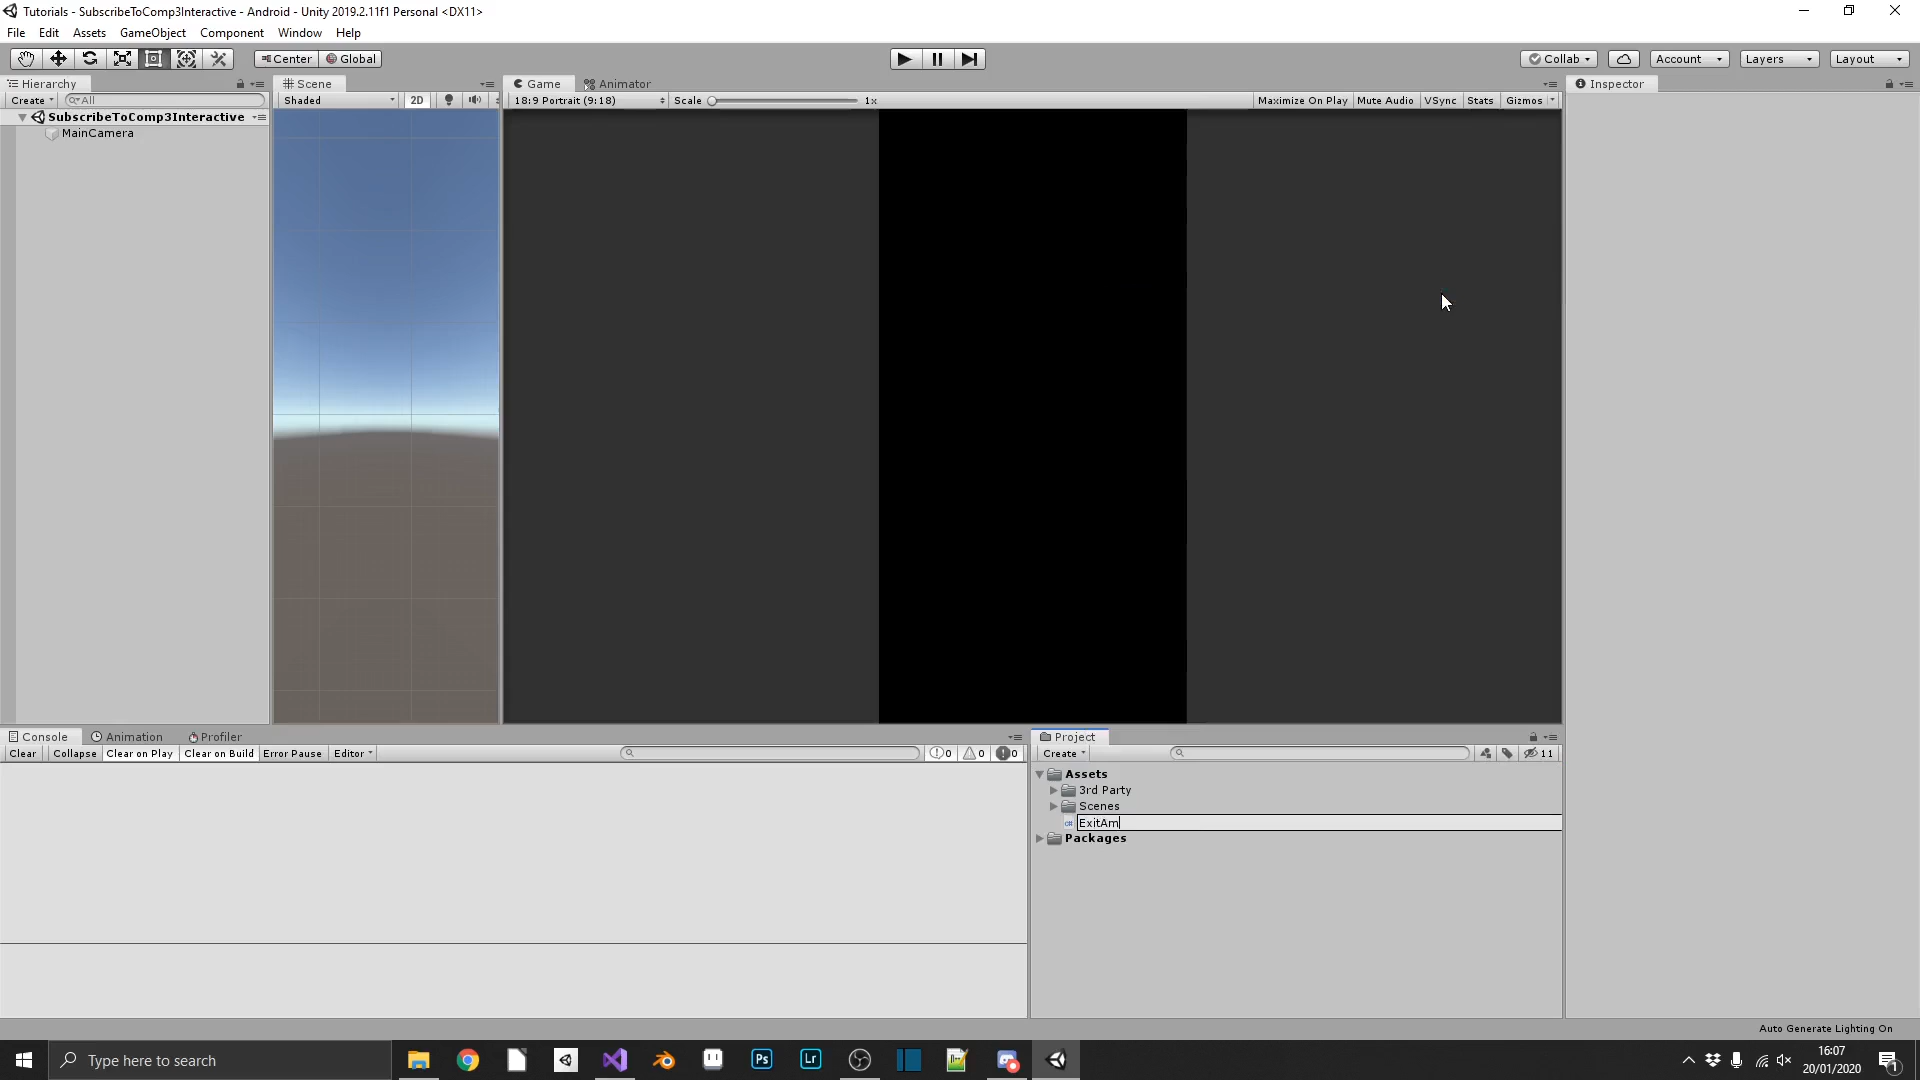 Tutorials - SubscribeToComp3Interactive - Android - Unity 2019.2.11f1 Personal <DX11>
File Edit Assets GameObject Component Window Help
Center Global
Collab Account Layers Layout
Hierarchy
Scene
Game Animator
Inspector
Create All
Shaded 2D
18:9 Portrait (9:18) Scale 1x Maximize On Play Mute Audio VSync Stats Gizmos
SubscribeToComp3Interactive
MainCamera
Console Animation Profiler
Project
Clear Collapse Clear on Play Clear on Build Error Pause Editor 0 0 0
Create 11
Assets
3rd Party
Scenes
ExitAm
Packages
Auto Generate Lighting On
Type here to search
Ps Lr
16:07
20/01/2020
1